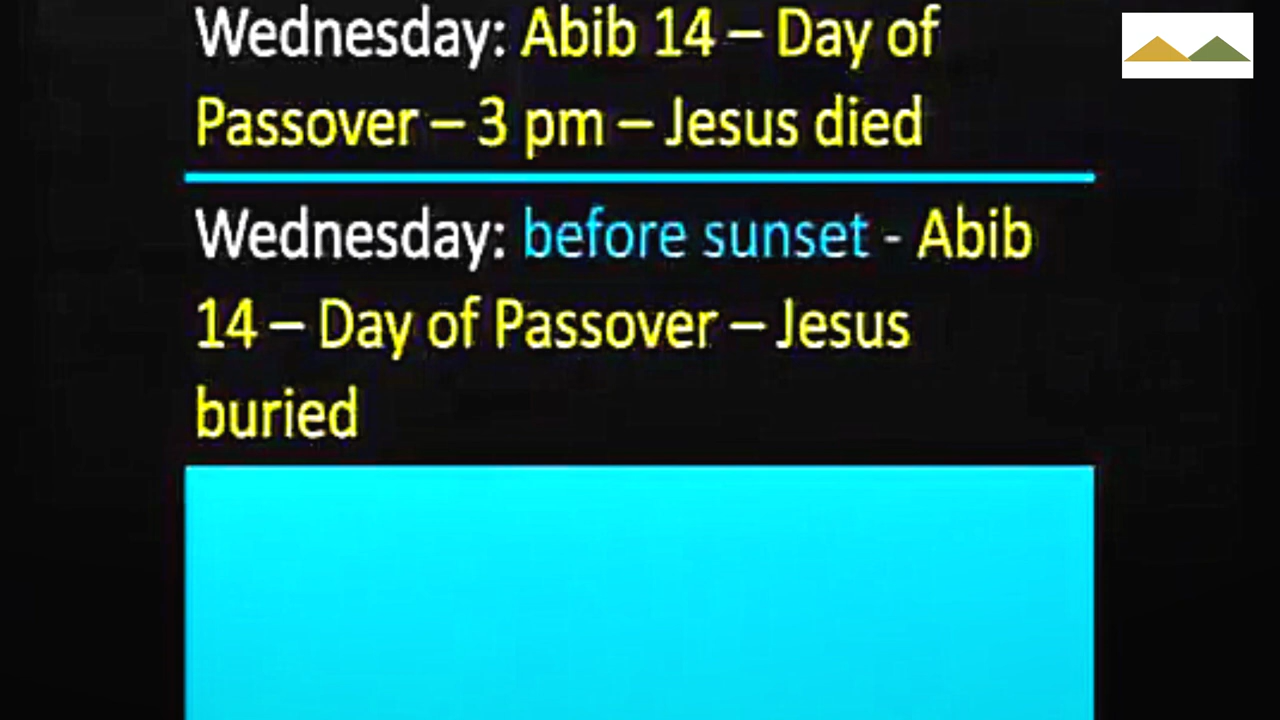 Wednesday: Abib 14 – Day of
Passover – 3 pm – Jesus died
Wednesday: before sunset - Abib
14 – Day of Passover – Jesus
buried